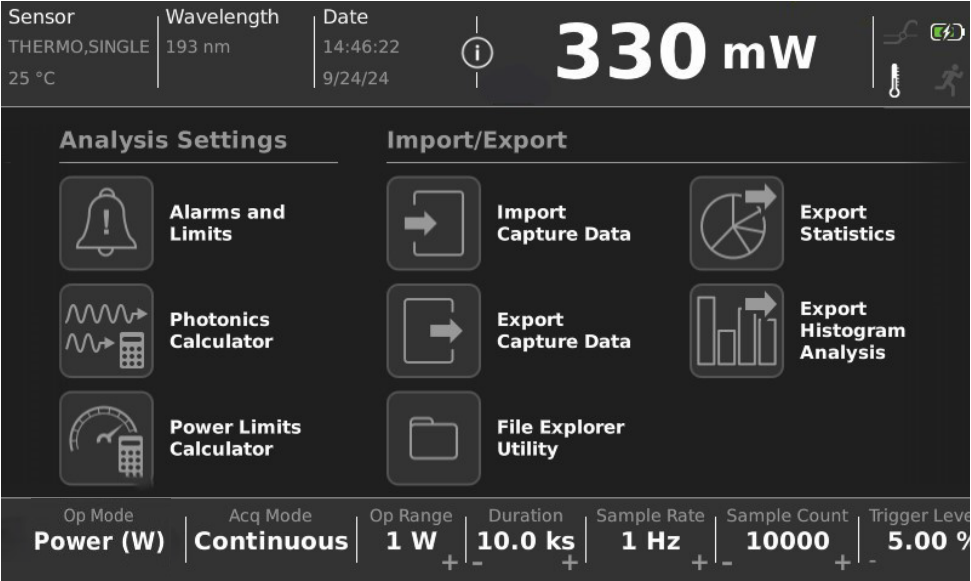 Sensor
THERMO,SINGLE
25 °C
Wavelength
193 nm
Date
14:46:22
9/24/24
i
330 mW
Analysis Settings
Alarms and
Limits
Photonics
Calculator
Power Limits
Calculator
Import/Export
Import
Capture Data
Export
Capture Data
File Explorer
Utility
Export
Statistics
Export
Histogram
Analysis
Op Mode
Power (W)
Acq Mode
Continuous
Op Range
1 W
+
Duration
10.0 ks
- +
Sample Rate
1 Hz
+
Sample Count
10000
- +
Trigger Leve
5.00 %
-